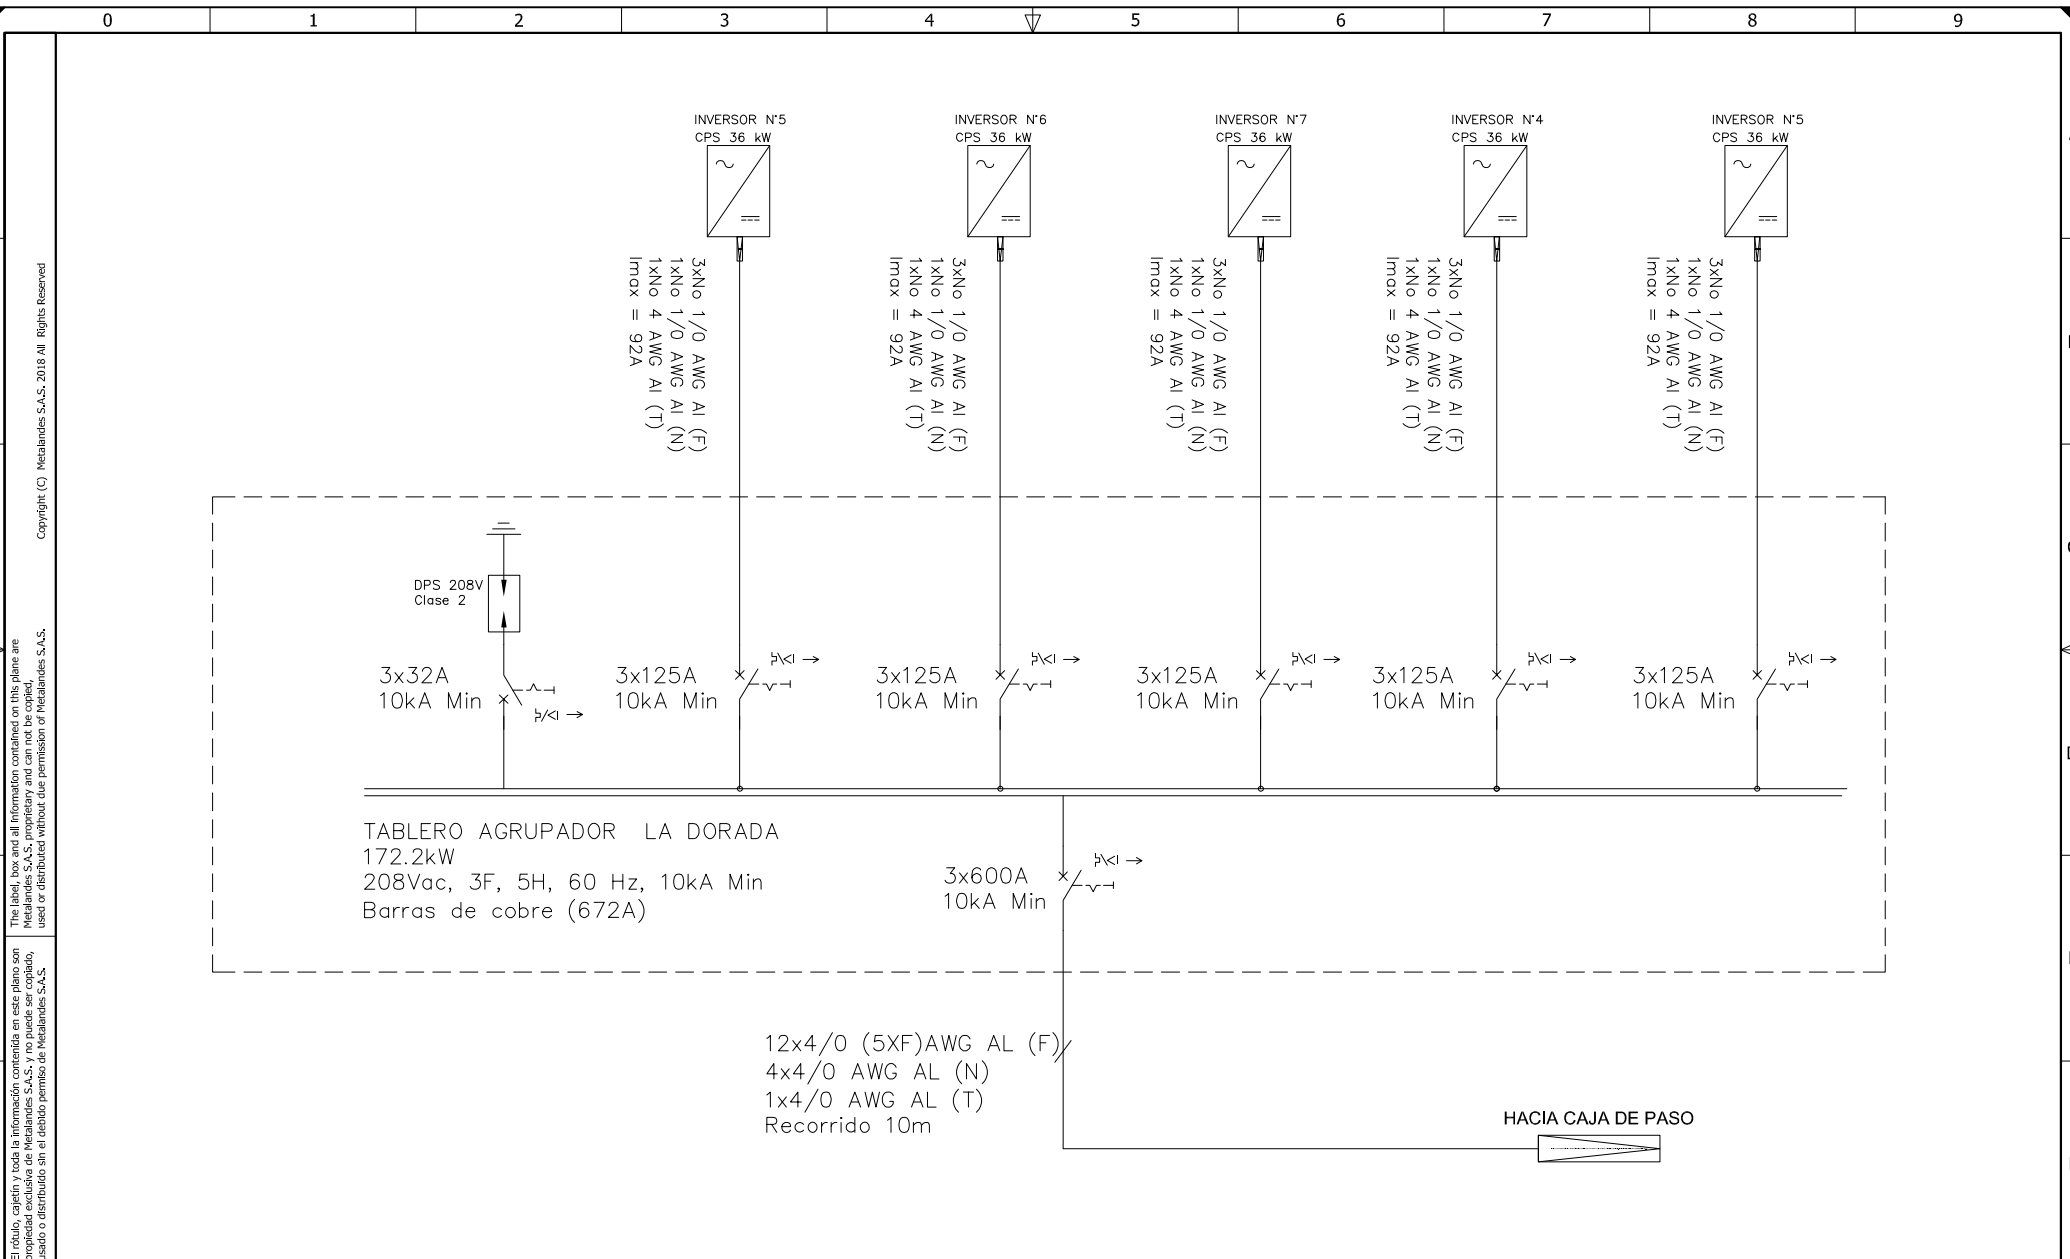 0 1 2 3 4 5 6 7 8 9
INVERSOR N°5
CPS 36 kW
INVERSOR N°6
CPS 36 kW
INVERSOR N°7
CPS 36 kW
INVERSOR N°4
CPS 36 kW
INVERSOR N°5
CPS 36 kW
3xNo 1/0 AWG Al (F)
1xNo 1/0 AWG Al (N)
1xNo 4 AWG Al (T)
Imax = 92A
3xNo 1/0 AWG Al (F)
1xNo 1/0 AWG Al (N)
1xNo 4 AWG Al (T)
Imax = 92A
3xNo 1/0 AWG Al (F)
1xNo 1/0 AWG Al (N)
1xNo 4 AWG Al (T)
Imax = 92A
3xNo 1/0 AWG Al (F)
1xNo 1/0 AWG Al (N)
1xNo 4 AWG Al (T)
Imax = 92A
3xNo 1/0 AWG Al (F)
1xNo 1/0 AWG Al (N)
1xNo 4 AWG Al (T)
Imax = 92A
DPS 208V
Clase 2
3x32A
10kA Min
3x125A
10kA Min
3x125A
10kA Min
3x125A
10kA Min
3x125A
10kA Min
3x125A
10kA Min
TABLERO AGRUPADOR LA DORADA
172.2kW
208Vac, 3F, 5H, 60 Hz, 10kA Min
Barras de cobre (672A)
3x600A
10kA Min
12x4/0 (5XF)AWG AL (F)
4x4/0 AWG AL (N)
1x4/0 AWG AL (T)
Recorrido 10m
HACIA CAJA DE PASO
The label, box and all information contained on this plane are
Metalandes S.A.S. proprietary and can not be copied,
used or distributed without due permission of Metalandes S.A.S.
Copyright (C) Metalandes S.A.S. 2018 All Rights Reserved
El rótulo, cajetín y toda la información contenida en este plano son
propiedad exclusiva de Metalandes S.A.S. y no puede ser copiado,
usado o distribuido sin el debido permiso de Metalandes S.A.S.